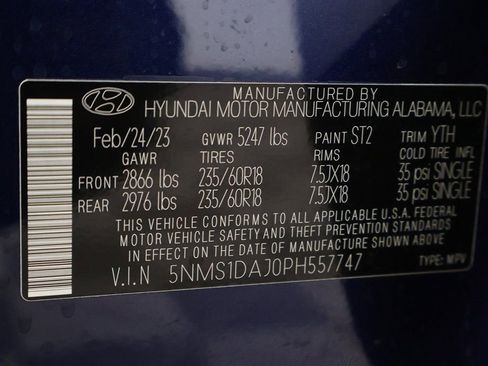 MANUFACTURED BY
HYUNDAI MOTOR MANUFACTURING ALABAMA, LLC
Feb/24/23 GVWR 5247 lbs PAINT ST2 TRIM YTH
GAWR TIRES RIMS COLD TIRE INFL
FRONT 2866 lbs 235/60R18 7.5JX18 35 psi SINGLE
REAR 2976 lbs 235/60R18 7.5JX18 35 psi SINGLE
THIS VEHICLE CONFORMS TO ALL APPLICABLE U.S.A. FEDERAL
MOTOR VEHICLE SAFETY AND THEFT PREVENTION STANDARDS
IN EFFECT ON THE DATE OF MANUFACTURE SHOWN ABOVE.
V.I.N 5NMS1DAJ0PH557747 TYPE: MPV